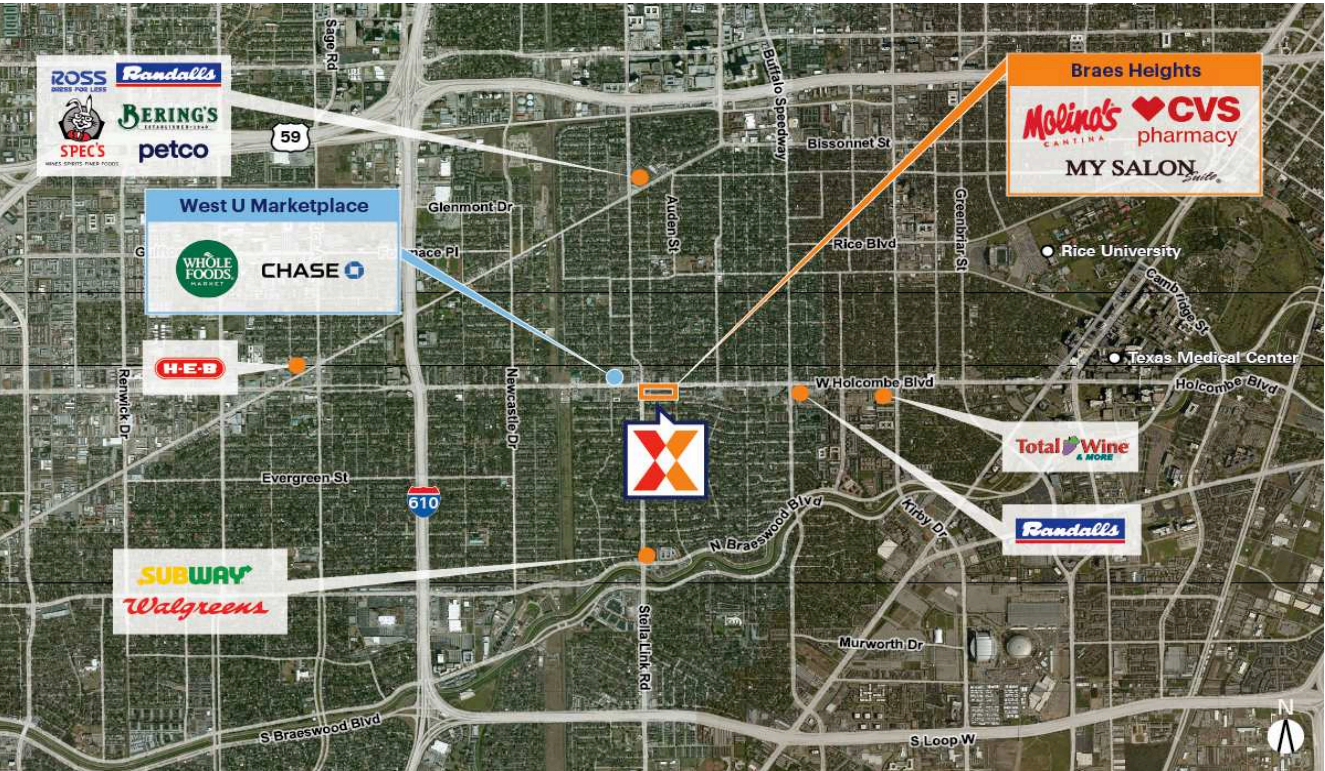 Sage Rd
Buffalo Speedway
ROSS
DRESS FOR LESS
Randalls
BERING'S
ESTABLISHED 1940
SPEC'S
WINES SPIRITS FINER FOODS
petco
59
Braes Heights
Molina's
CANTINA
CVS
pharmacy
MY SALON
Suite
Bissonnet St
West U Marketplace
WHOLE
FOODS
MARKET
CHASE
Glenmont Dr
Auden St
Greenbriar St
Rice Blvd
Rice University
Cambridge St
Texas Medical Center
H-E-B
Renwick Dr
Newcastle Dr
W Holcombe Blvd
Holcombe Blvd
Total Wine
& MORE
Evergreen St
610
Kirby Dr
N Braeswood Blvd
Randalls
SUBWAY
Walgreens
Stella Link Rd
Murworth Dr
S Braeswood Blvd
S Loop W
N